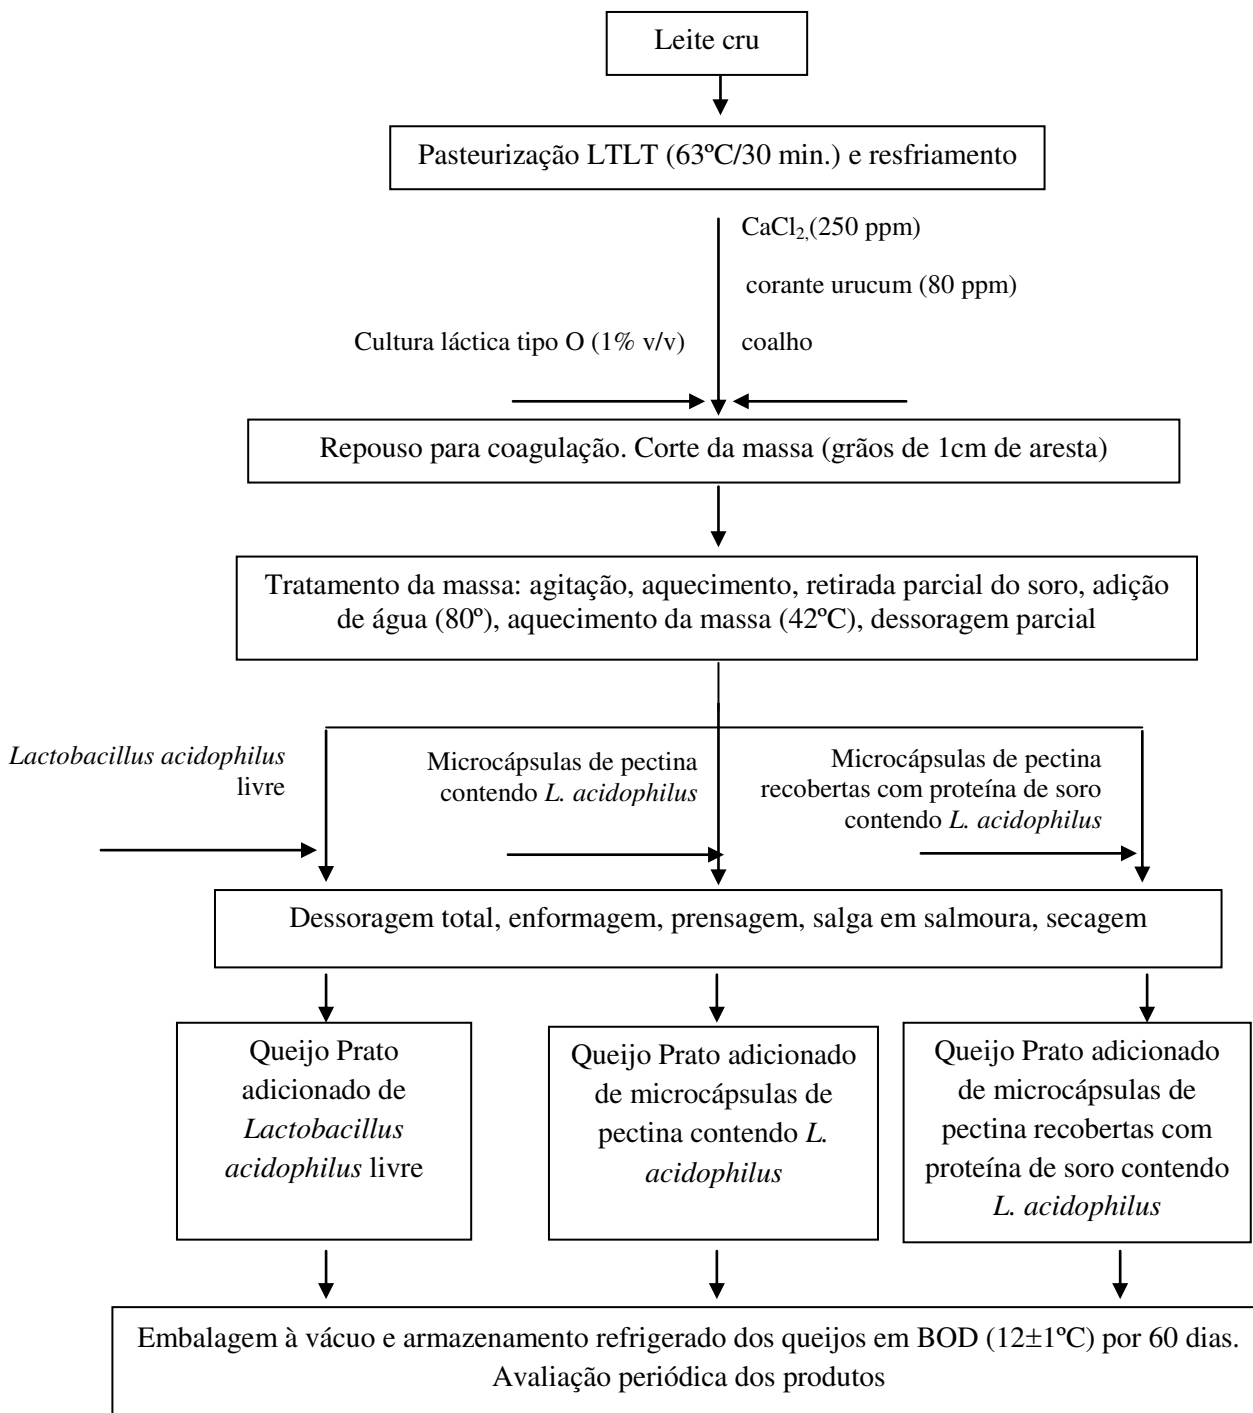 Leite cru
Pasteurização LTLT (63ºC/30 min.) e resfriamento
CaCl₂,(250 ppm)
corante urucum (80 ppm)
Cultura láctica tipo O (1% v/v)
coalho
Repouso para coagulação. Corte da massa (grãos de 1cm de aresta)
Tratamento da massa: agitação, aquecimento, retirada parcial do soro, adição
de água (80º), aquecimento da massa (42ºC), dessoragem parcial
Lactobacillus acidophilus
livre
Microcápsulas de pectina
contendo L. acidophilus
Microcápsulas de pectina
recobertas com proteína de soro
contendo L. acidophilus
Dessoragem total, enformagem, prensagem, salga em salmoura, secagem
Queijo Prato
adicionado de
Lactobacillus
acidophilus livre
Queijo Prato adicionado
de microcápsulas de
pectina contendo L.
acidophilus
Queijo Prato adicionado
de microcápsulas de
pectina recobertas com
proteína de soro contendo
L. acidophilus
Embalagem à vácuo e armazenamento refrigerado dos queijos em BOD (12±1ºC) por 60 dias.
Avaliação periódica dos produtos